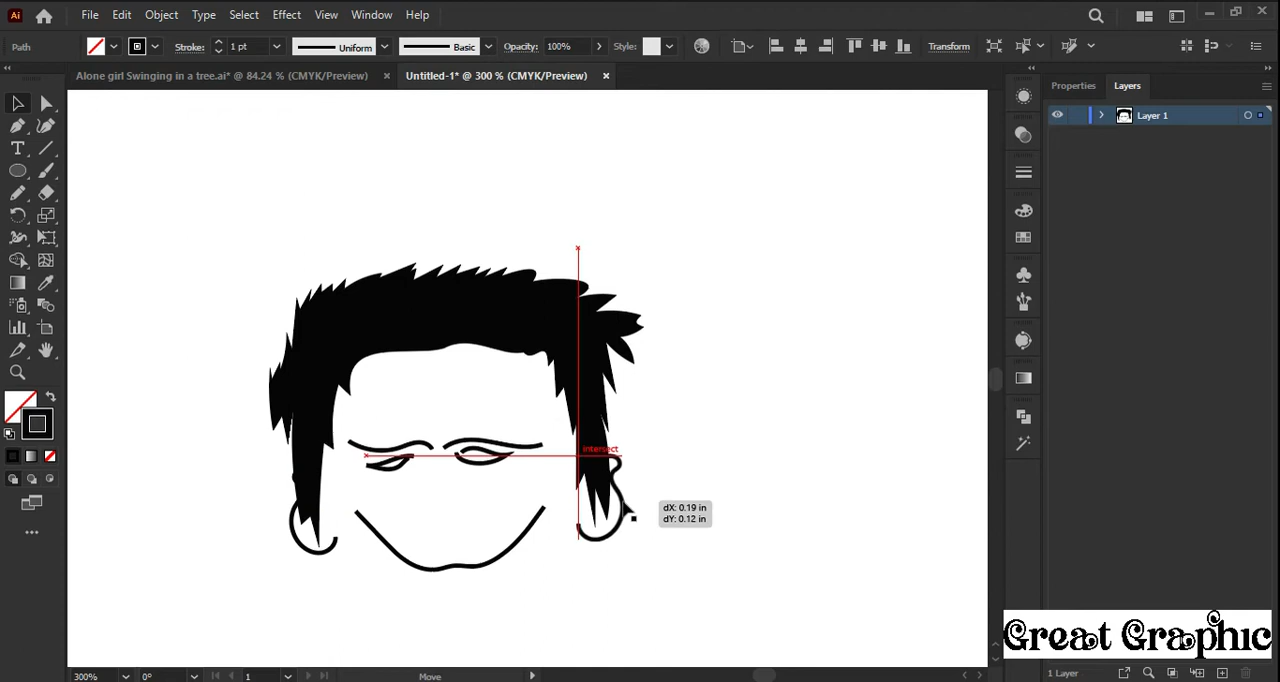 Ai File Edit Object Type Select Effect View Window Help
Path Stroke: 1 pt Uniform Basic Opacity: 100% Style: Transform
Alone girl Swinging in a tree.ai* @ 84.24 % (CMYK/Preview) × Untitled-1* @ 300 % (CMYK/Preview) ×
Properties Layers
Layer 1
intersect
dX: 0.19 in
dY: 0.12 in
Great Graphic
300% 0° 1 Move 1 Layer